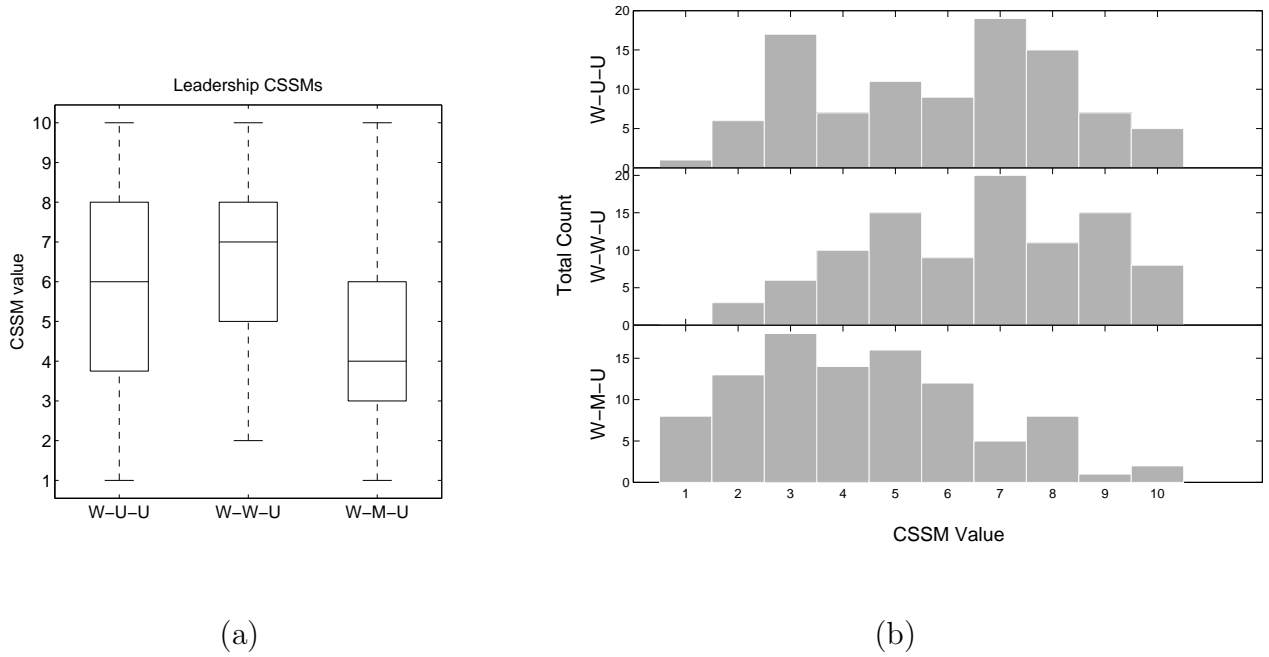 Leadership CSSMs
CSSM value
10
9
8
7
6
5
4
3
2
1
W−U−U W−W−U W−M−U
(a)
Total Count
W−U−U
20
15
10
5
0
W−W−U
20
15
10
5
0
W−M−U
15
10
5
0
1 2 3 4 5 6 7 8 9 10
CSSM Value
(b)